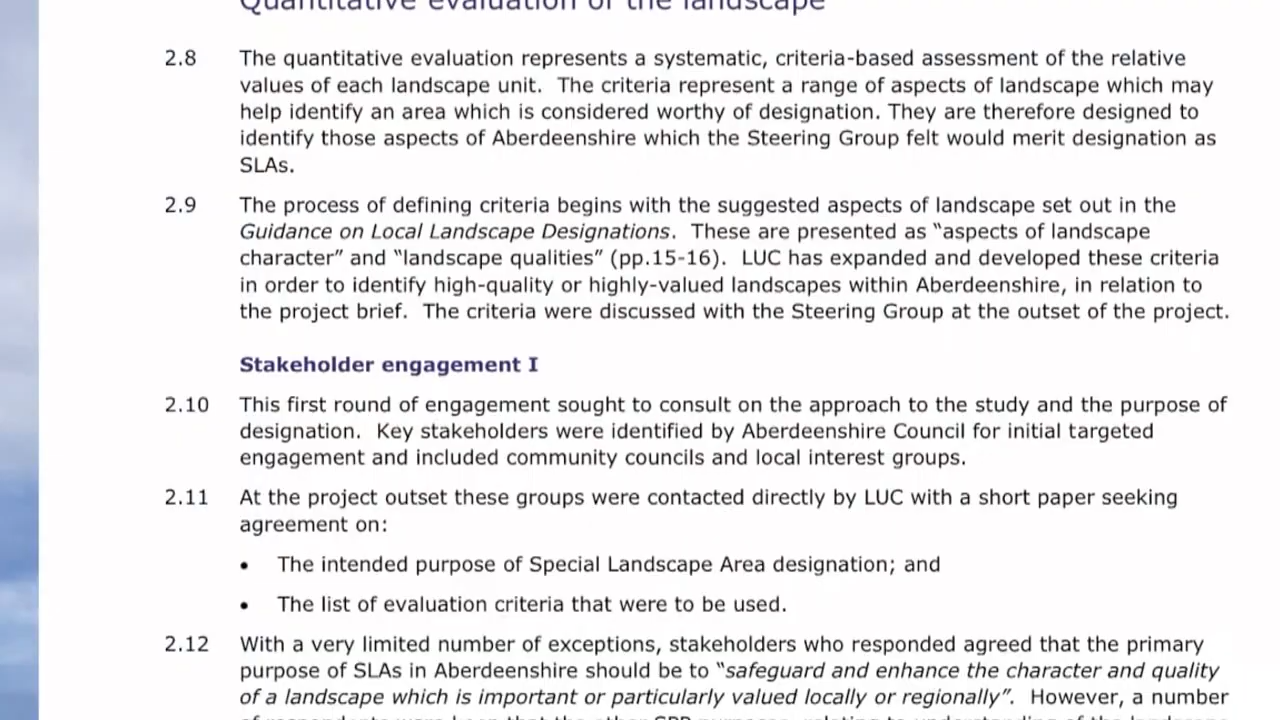 Quantitative evaluation of the landscape
2.8 The quantitative evaluation represents a systematic, criteria-based assessment of the relative
values of each landscape unit. The criteria represent a range of aspects of landscape which may
help identify an area which is considered worthy of designation. They are therefore designed to
identify those aspects of Aberdeenshire which the Steering Group felt would merit designation as
SLAs.
2.9 The process of defining criteria begins with the suggested aspects of landscape set out in the
Guidance on Local Landscape Designations. These are presented as “aspects of landscape
character” and “landscape qualities” (pp.15-16). LUC has expanded and developed these criteria
in order to identify high-quality or highly-valued landscapes within Aberdeenshire, in relation to
the project brief. The criteria were discussed with the Steering Group at the outset of the project.
Stakeholder engagement I
2.10 This first round of engagement sought to consult on the approach to the study and the purpose of
designation. Key stakeholders were identified by Aberdeenshire Council for initial targeted
engagement and included community councils and local interest groups.
2.11 At the project outset these groups were contacted directly by LUC with a short paper seeking
agreement on:
• The intended purpose of Special Landscape Area designation; and
• The list of evaluation criteria that were to be used.
2.12 With a very limited number of exceptions, stakeholders who responded agreed that the primary
purpose of SLAs in Aberdeenshire should be to “safeguard and enhance the character and quality
of a landscape which is important or particularly valued locally or regionally”. However, a number